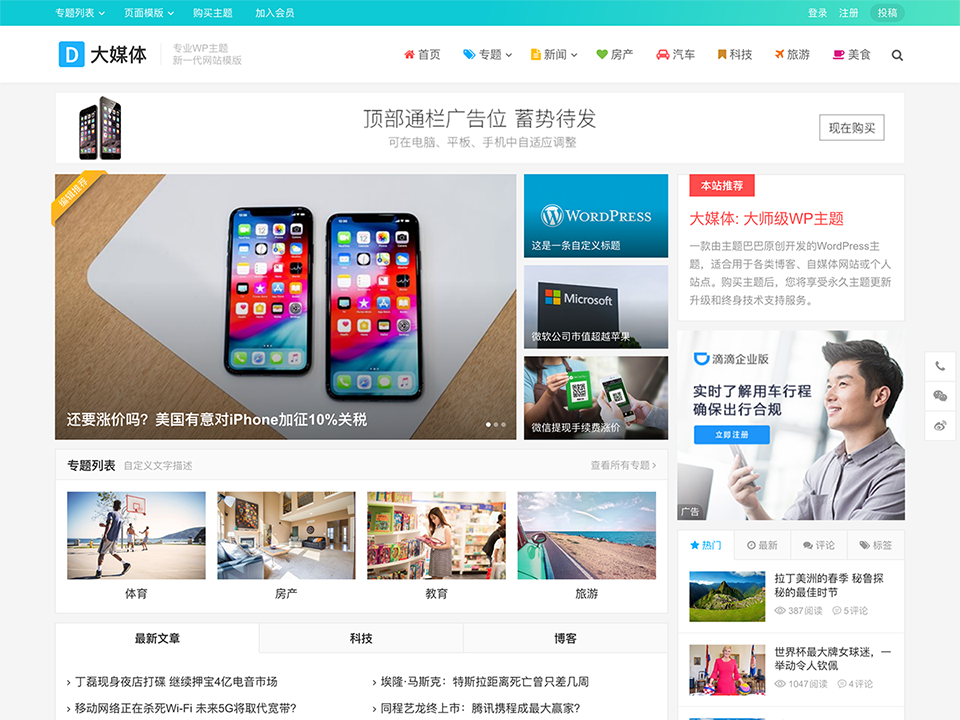 专题列表 页面模版 购买主题 加入会员 登录 注册 投稿
D 大媒体
专业WP主题
新一代网站模版
首页 专题 新闻 房产 汽车 科技 旅游 美食
顶部通栏广告位 蓄势待发
可在电脑、平板、手机中自适应调整
现在购买
编辑推荐
还要涨价吗？美国有意对iPhone加征10%关税
WORDPRESS
这是一条自定义标题
Microsoft
微软公司市值超越苹果
微信提现手续费涨价
本站推荐
大媒体: 大师级WP主题
一款由主题巴巴原创开发的WordPress主
题，适合用于各类博客、自媒体网站或个人
站点。购买主题后，您将享受永久主题更新
升级和终身技术支持服务。
滴滴企业版
实时了解用车行程
确保出行合规
立即注册
广告
专题列表 自定义文字描述 查看所有专题
体育 房产 教育 旅游
热门 最新 评论 标签
拉丁美洲的春季 秘鲁探
秘的最佳时节
387阅读 5评论
世界杯最大牌女球迷，一
举动令人钦佩
1047阅读 4评论
最新文章 科技 博客
丁磊现身夜店打碟 继续押宝4亿电音市场
埃隆·马斯克：特斯拉距离死亡曾只差几周
移动网络正在杀死Wi-Fi 未来5G将取代宽带?
同程艺龙终上市：腾讯携程成最大赢家?